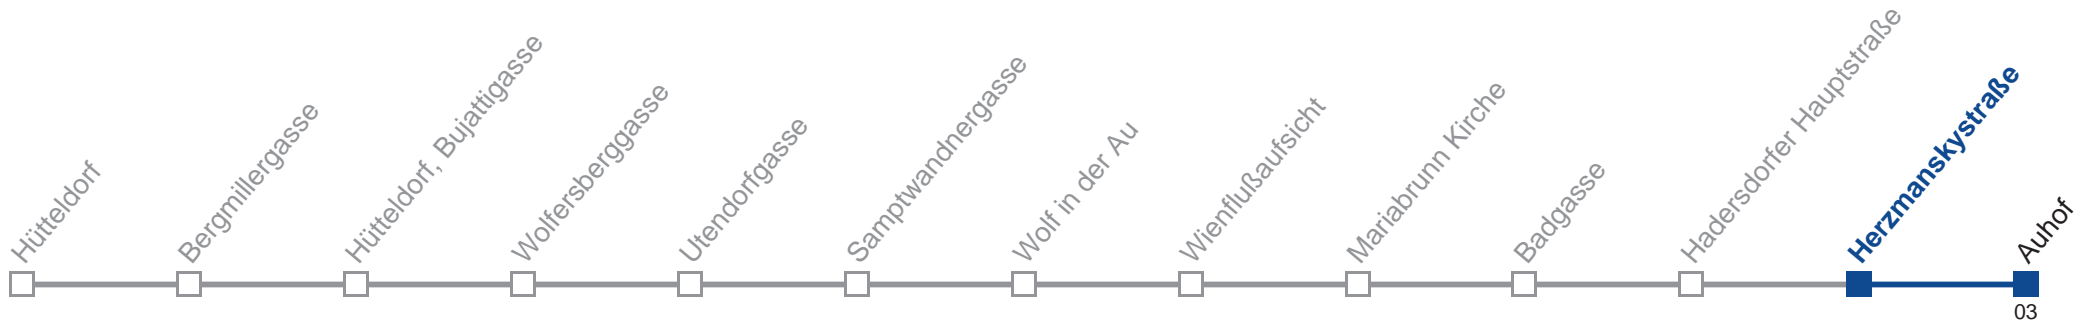 Hütteldorf
Bergmillergasse
Hütteldorf, Bujattigasse
Wolfersberggasse
Utendorfgasse
Samptwandnergasse
Wolf in der Au
Wienflußaufsicht
Mariabrunn Kirche
Badgasse
Hadersdorfer Hauptstraße
Herzmanskystraße
Auhof
03